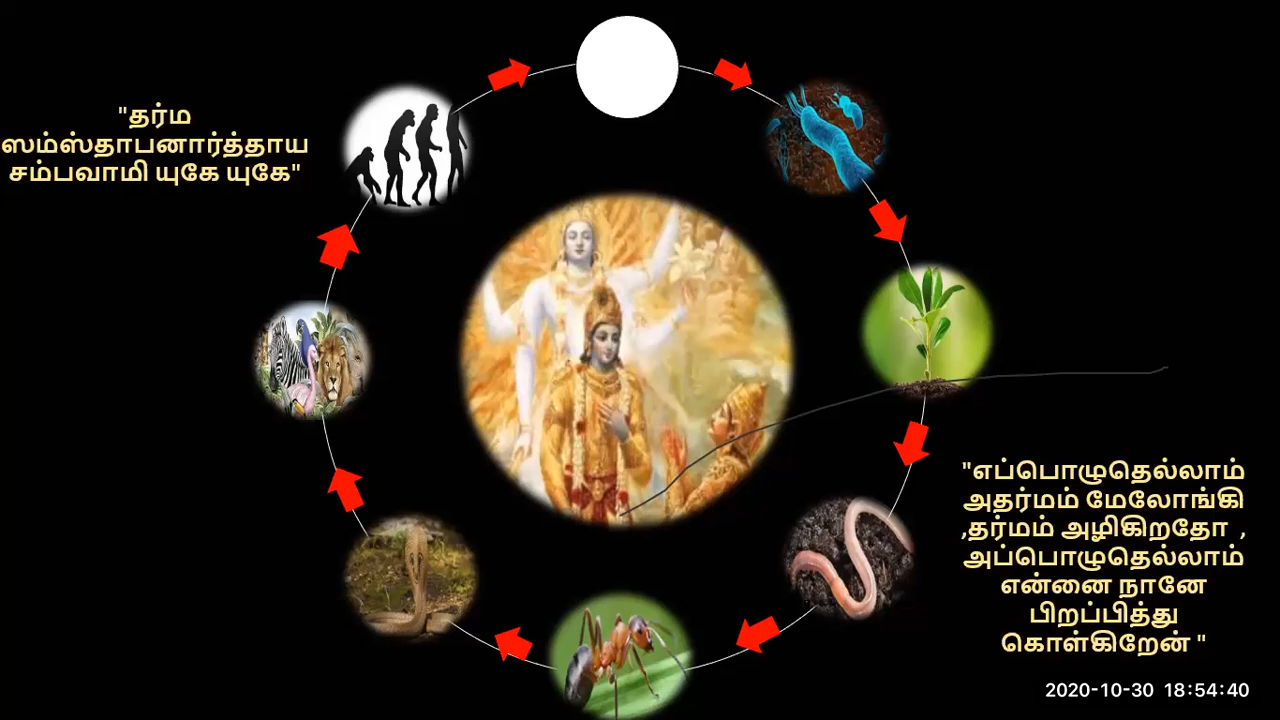 "தர்ம
ஸம்ஸ்தாபனார்த்தாய
சம்பவாமி யுகே யுகே"
"எப்பொழுதெல்லாம்
அதர்மம் மேலோங்கி
,தர்மம் அழிகிறதோ ,
அப்பொழுதெல்லாம்
என்னை நானே
பிறப்பித்து
கொள்கிறேன் "
2020-10-30 18:54:40